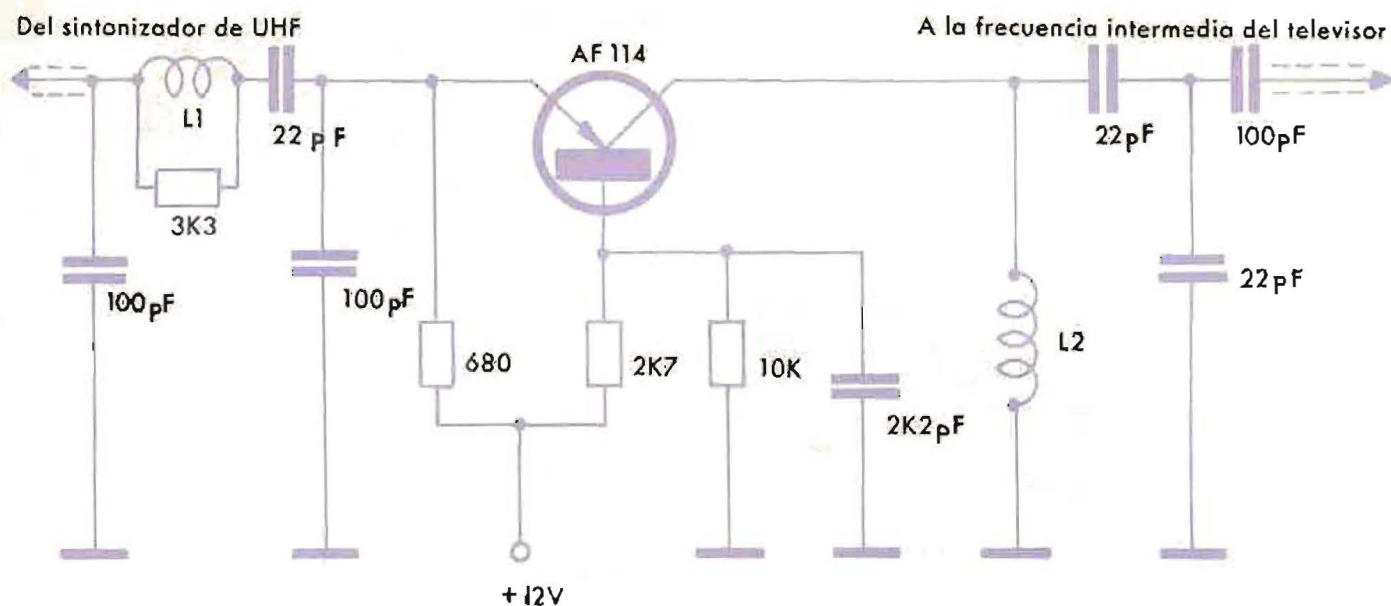 Del sintonizador de UHF
A la frecuencia intermedia del televisor
AF 114
L1
22 pF
22pF
100pF
3K3
100pF
100pF
22pF
680
2K7
10K
L2
2K2pF
+12V